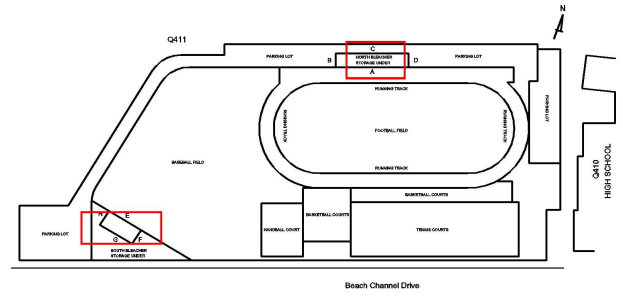 N
Q411
C
PARKING LOT
B
NORTH BLEACHER
STORAGE UNDER
D
PARKING LOT
A
RUNNING TRACK
RUNNING TRACK
FOOTBALL FIELD
RUNNING TRACK
PARKING LOT
RUNNING TRACK
BASEBALL FIELD
BASKETBALL COURTS
Q410
HIGH SCHOOL
H
E
G
F
PARKING LOT
SOUTH BLEACHER
STORAGE UNDER
HANDBALL COURT
BASKETBALL COURTS
TENNIS COURTS
Beach Channel Drive